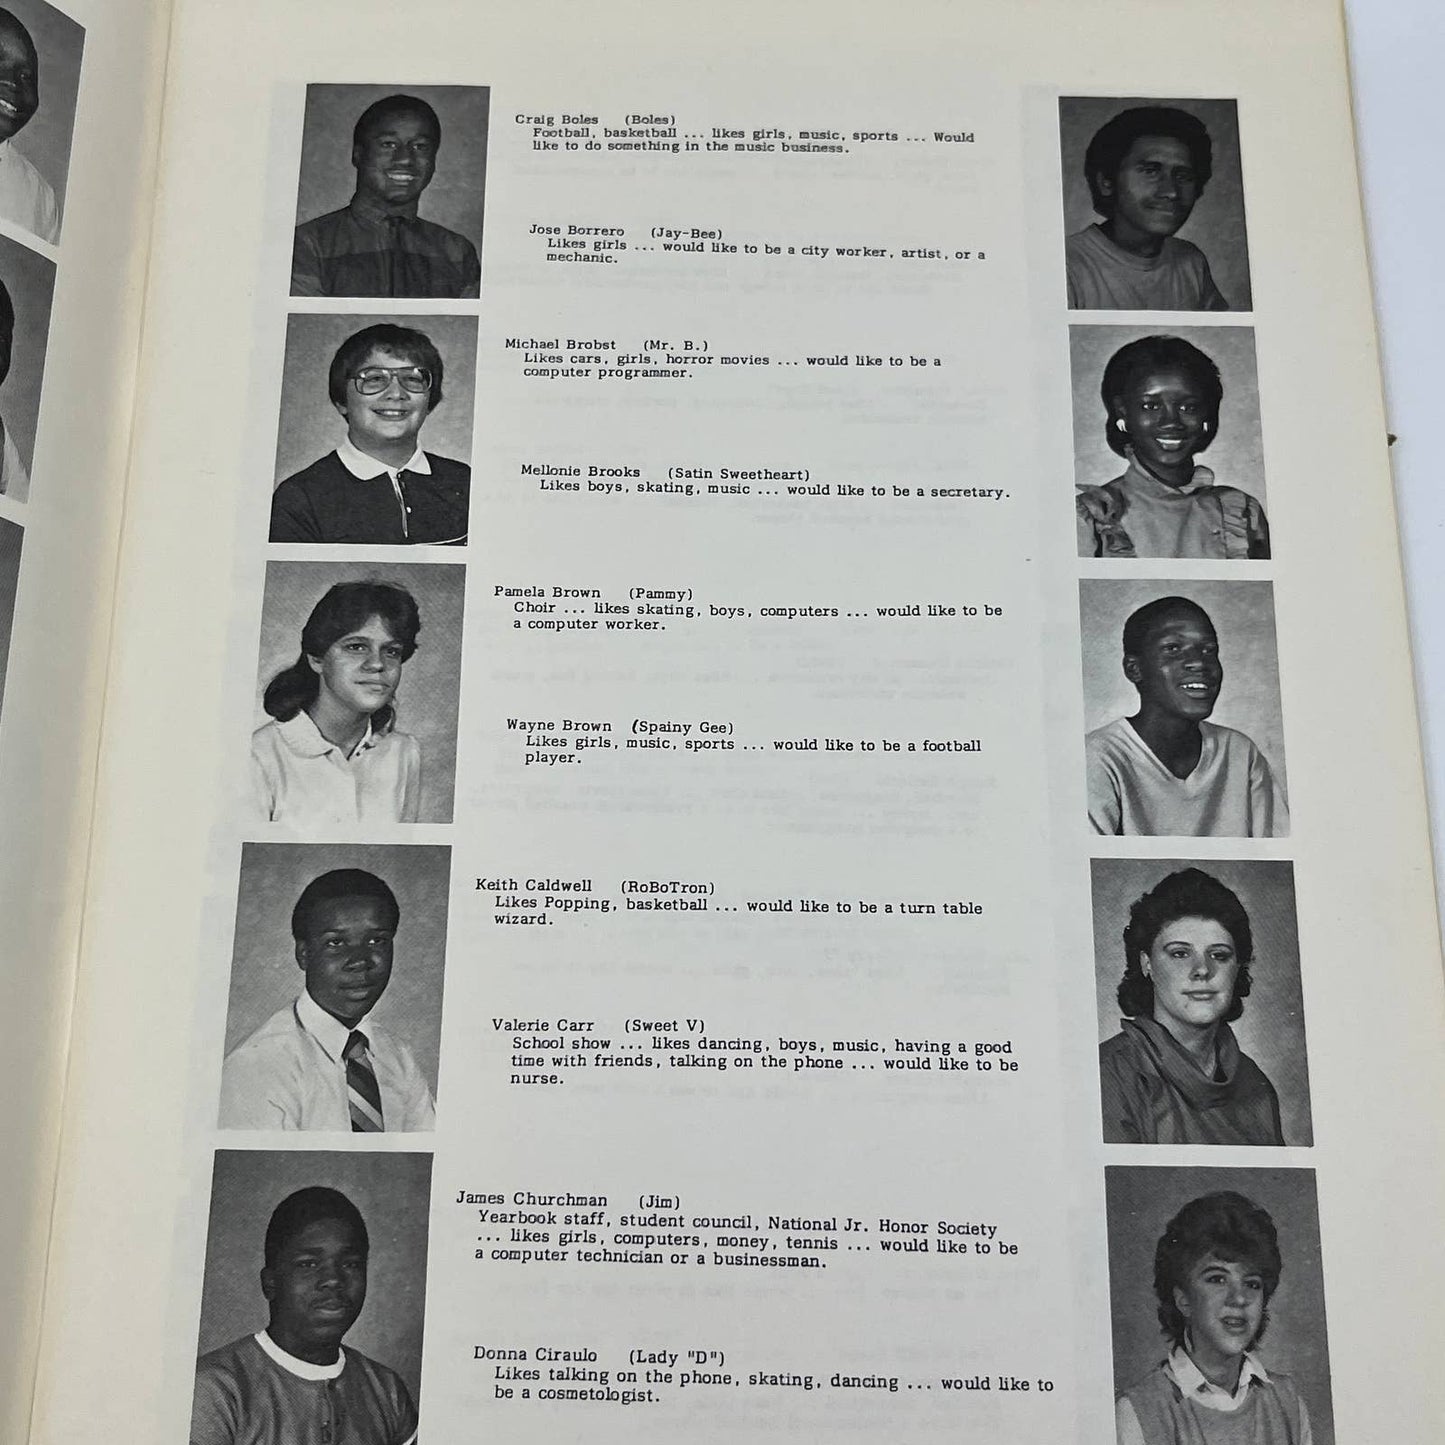 Craig Boles (Boles)
Football, basketball ... likes girls, music, sports ... Would
like to do something in the music business.
Jose Borrero (Jay-Bee)
Likes girls ... would like to be a city worker, artist, or a
mechanic.
Michael Brobst (Mr. B.)
Likes cars, girls, horror movies ... would like to be a
computer programmer.
Mellonie Brooks (Satin Sweetheart)
Likes boys, skating, music ... would like to be a secretary.
Pamela Brown (Pammy)
Choir ... likes skating, boys, computers ... would like to be
a computer worker.
Wayne Brown (Spainy Gee)
Likes girls, music, sports ... would like to be a football
player.
Keith Caldwell (RoBoTron)
Likes Popping, basketball ... would like to be a turn table
wizard.
Valerie Carr (Sweet V)
School show ... likes dancing, boys, music, having a good
time with friends, talking on the phone ... would like to be
nurse.
James Churchman (Jim)
Yearbook staff, student council, National Jr. Honor Society
... likes girls, computers, money, tennis ... would like to be
a computer technician or a businessman.
Donna Ciraulo (Lady "D")
Likes talking on the phone, skating, dancing ... would like to
be a cosmetologist.